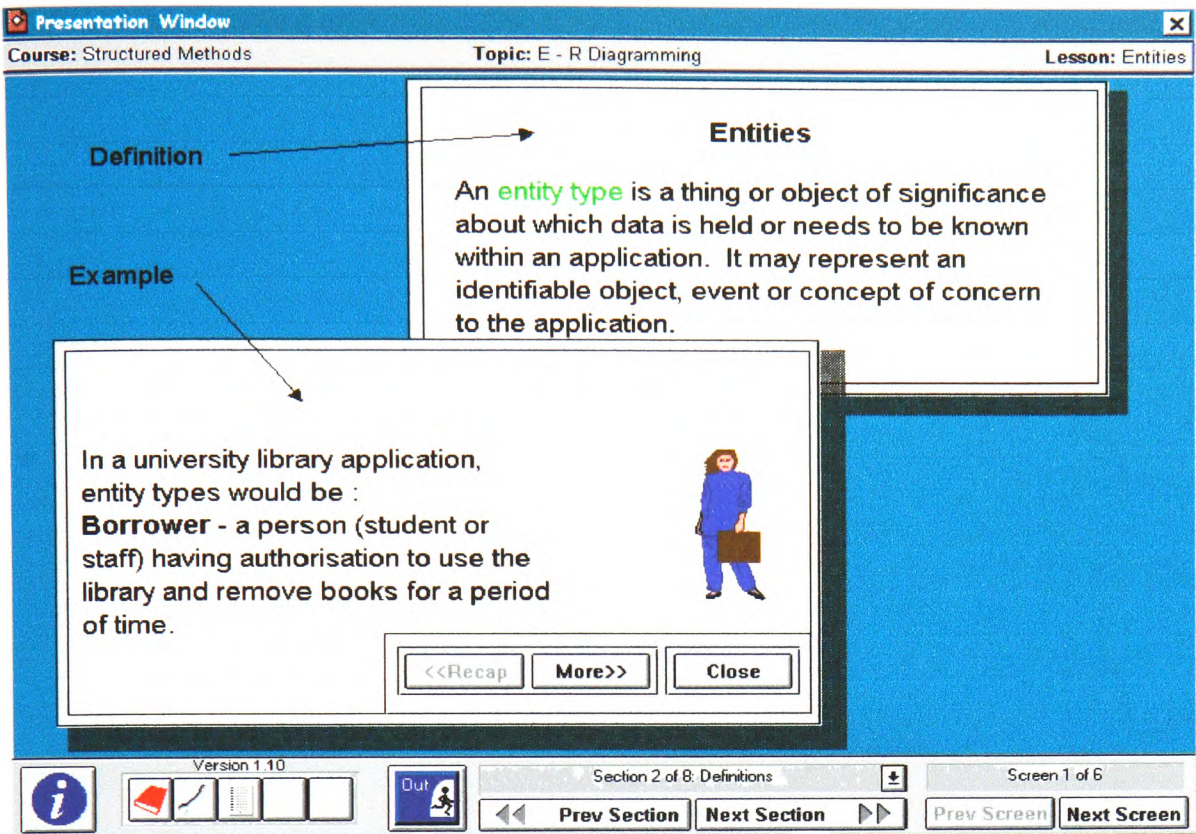 Presentation Window
Course: Structured Methods
Topic: E - R Diagramming
Lesson: Entities
Definition
Entities
An entity type is a thing or object of significance
about which data is held or needs to be known
within an application. It may represent an
identifiable object, event or concept of concern
to the application.
Example
In a university library application,
entity types would be :
Borrower - a person (student or
staff) having authorisation to use the
library and remove books for a period
of time.
<<Recap
More>>
Close
Version 1.10
Out
Section 2 of 8: Definitions
Screen 1 of 6
Prev Section
Next Section
Prev Screen
Next Screen